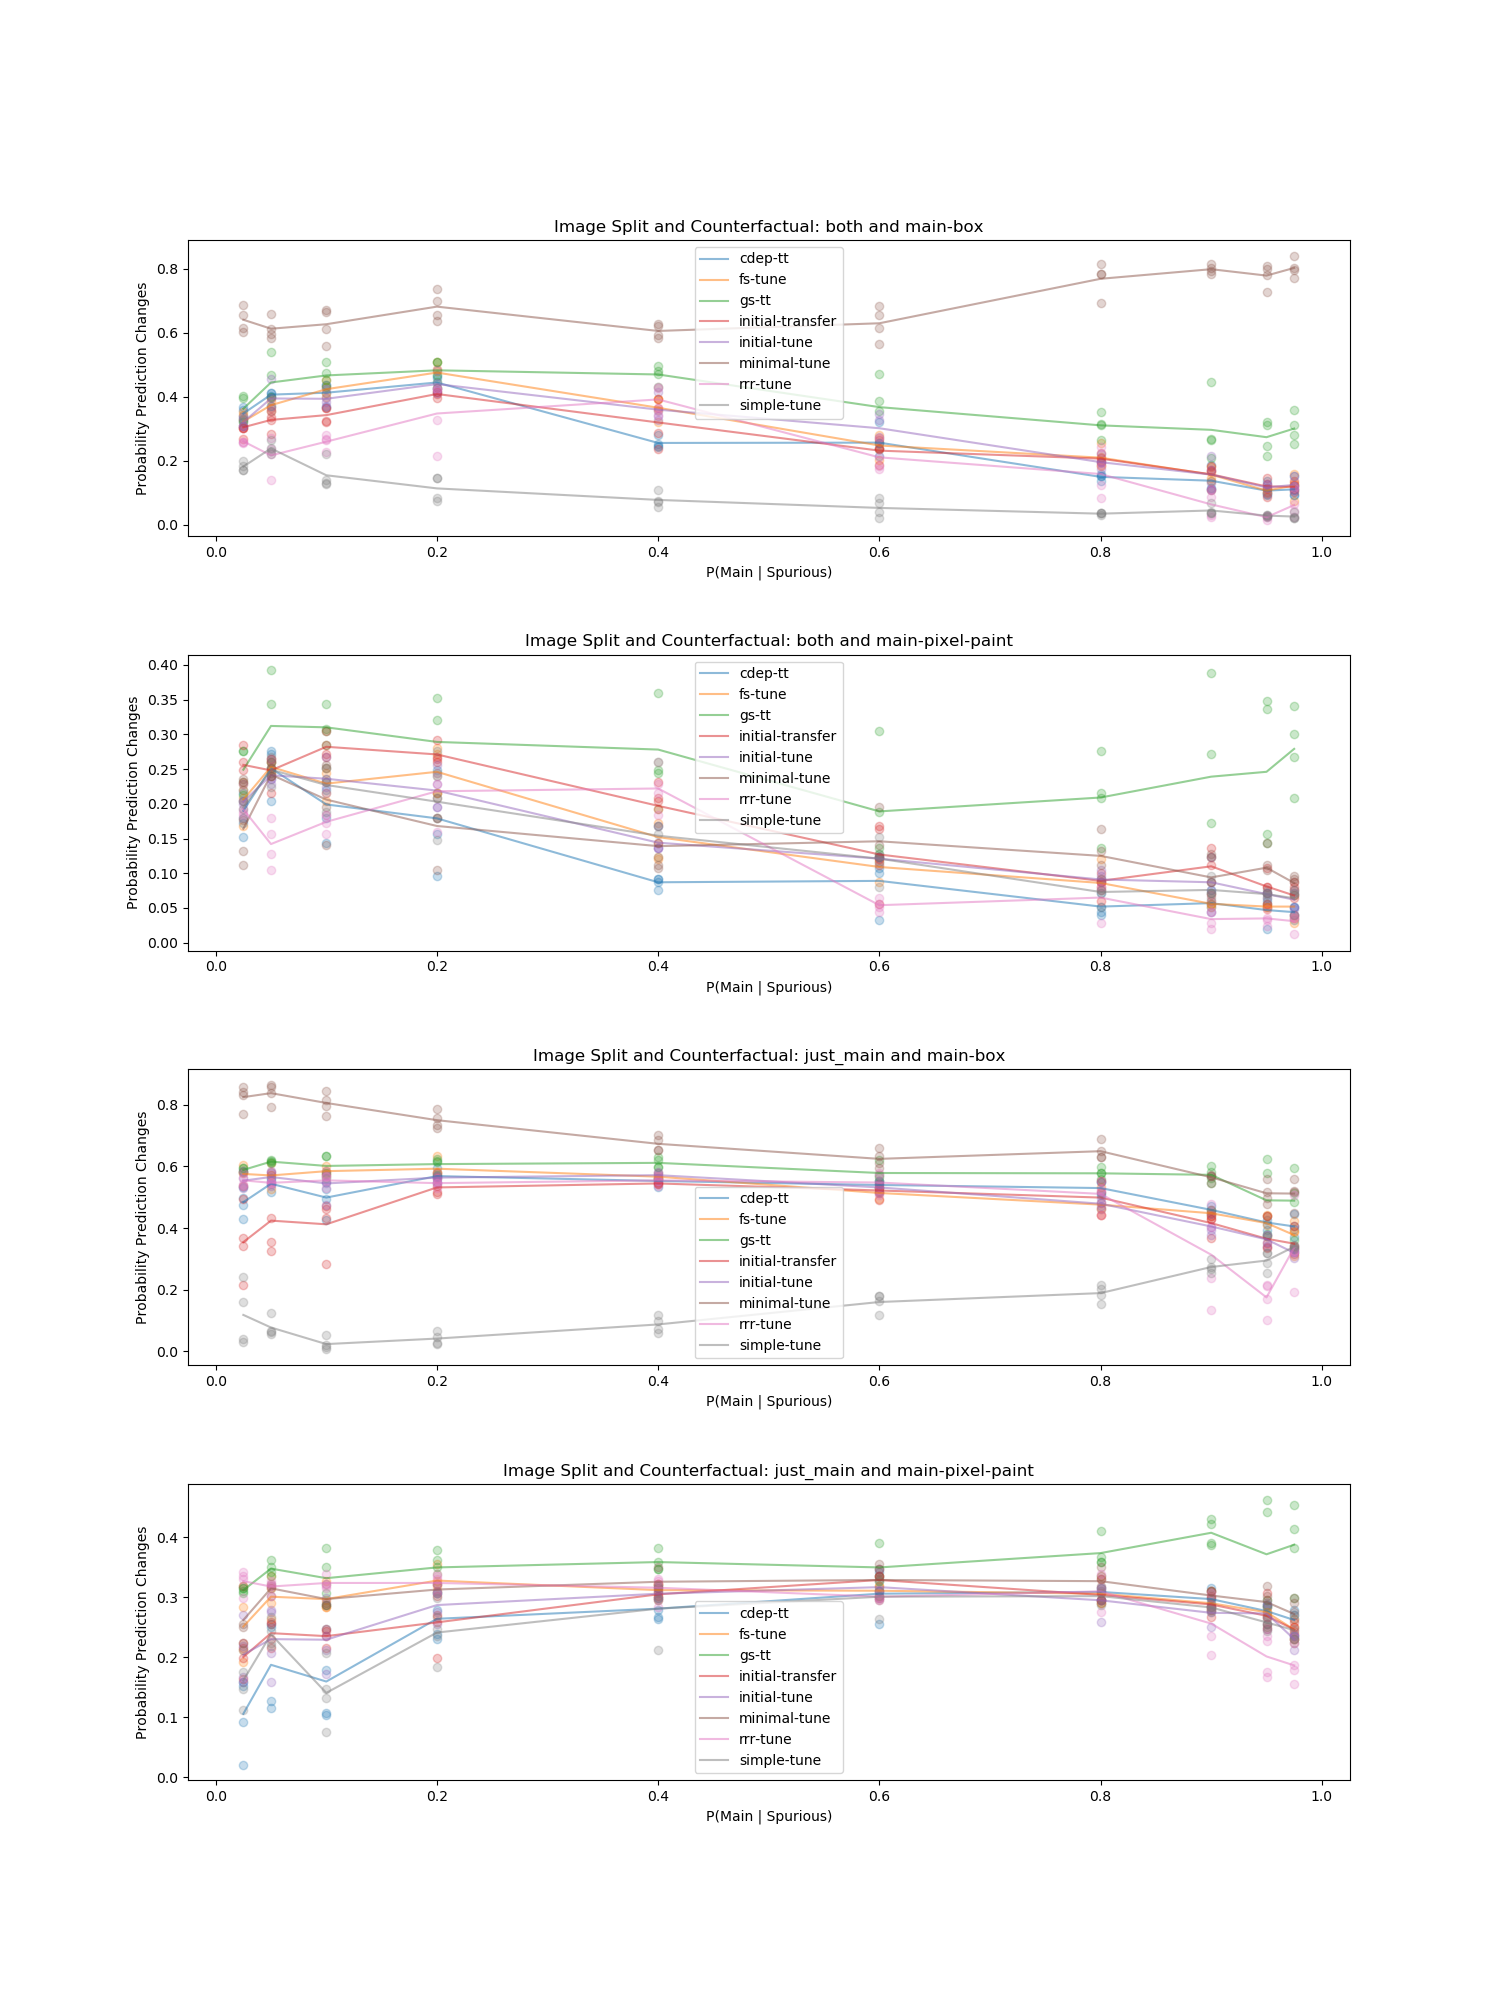 Image Split and Counterfactual: both and main-box
Probability Prediction Changes
0.8
0.6
0.4
0.2
0.0
cdep-tt
fs-tune
gs-tt
initial-transfer
initial-tune
minimal-tune
rrr-tune
simple-tune
0.0 0.2 0.4 0.6 0.8 1.0
P(Main | Spurious)
Image Split and Counterfactual: both and main-pixel-paint
Probability Prediction Changes
0.40
0.35
0.30
0.25
0.20
0.15
0.10
0.05
0.00
cdep-tt
fs-tune
gs-tt
initial-transfer
initial-tune
minimal-tune
rrr-tune
simple-tune
0.0 0.2 0.4 0.6 0.8 1.0
P(Main | Spurious)
Image Split and Counterfactual: just_main and main-box
Probability Prediction Changes
0.8
0.6
0.4
0.2
0.0
cdep-tt
fs-tune
gs-tt
initial-transfer
initial-tune
minimal-tune
rrr-tune
simple-tune
0.0 0.2 0.4 0.6 0.8 1.0
P(Main | Spurious)
Image Split and Counterfactual: just_main and main-pixel-paint
Probability Prediction Changes
0.4
0.3
0.2
0.1
0.0
cdep-tt
fs-tune
gs-tt
initial-transfer
initial-tune
minimal-tune
rrr-tune
simple-tune
0.0 0.2 0.4 0.6 0.8 1.0
P(Main | Spurious)